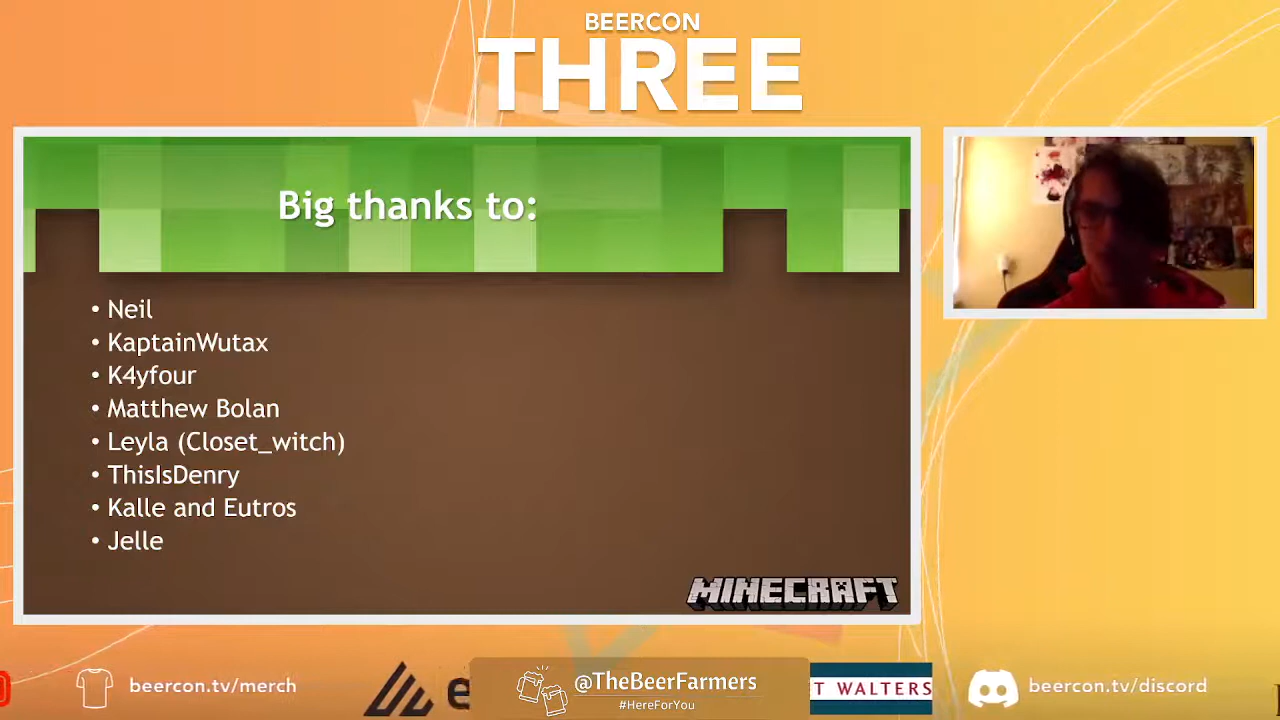 BEERCON
THREE
Big thanks to:
• Neil
• KaptainWutax
• K4yfour
• Matthew Bolan
• Leyla (Closet_witch)
• ThisIsDenry
• Kalle and Eutros
• Jelle
MINECRAFT
beercon.tv/merch
@TheBeerFarmers
#HereForYou
T WALTERS
beercon.tv/discord